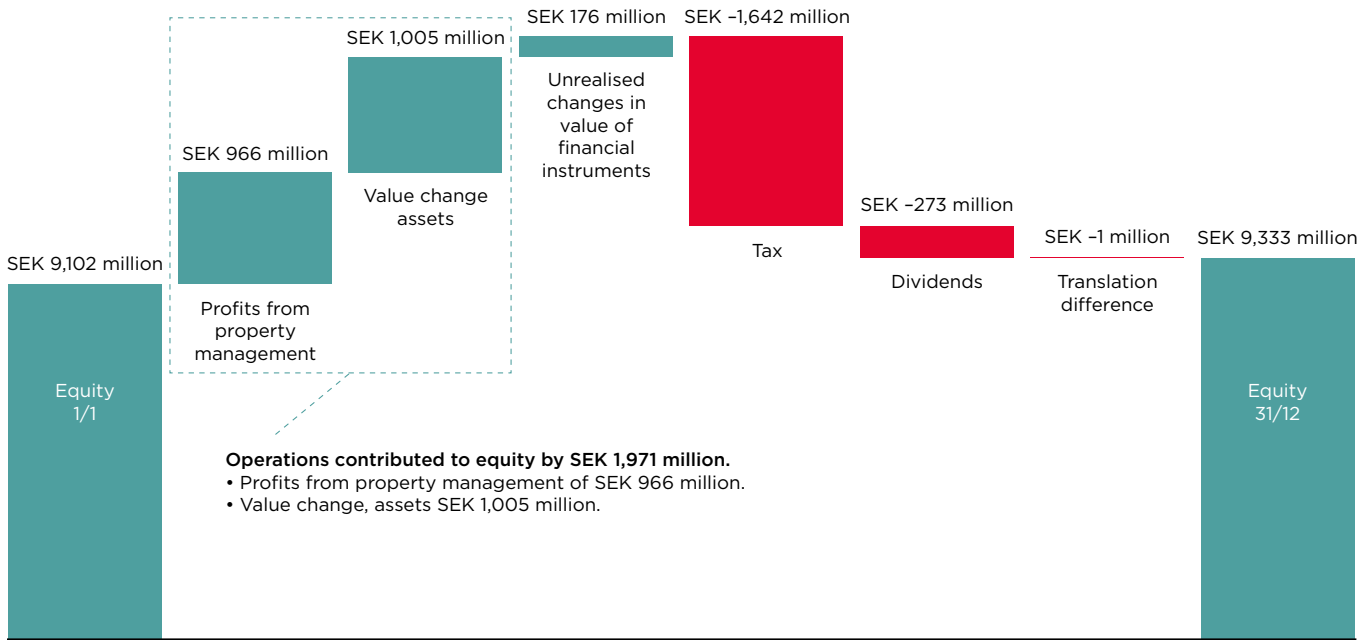 SEK 9,102 million
Equity
1/1
SEK 966 million
Profits from
property
management
SEK 1,005 million
Value change
assets
SEK 176 million
Unrealised
changes in
value of
financial
instruments
SEK –1,642 million
Tax
SEK –273 million
Dividends
SEK –1 million
Translation
difference
SEK 9,333 million
Equity
31/12
Operations contributed to equity by SEK 1,971 million.
• Profits from property management of SEK 966 million.
• Value change, assets SEK 1,005 million.